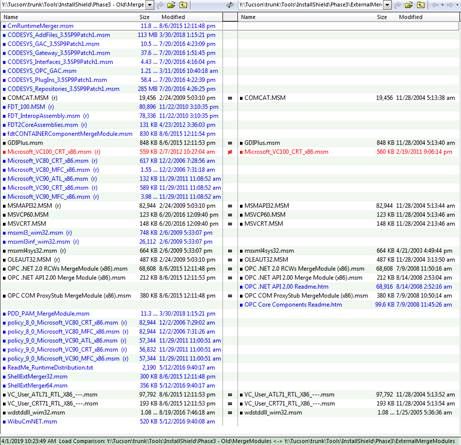 Y:\Tucson\trunk\Tools\InstallShield\Phase3 - Old\Merge Y:\Tucson\trunk\Tools\InstallShield\Phase3\ExternalMerge
Name Size Modified Name Size Modified
CmRuntimeMerger.msm 11.8 ... 8/6/2015 12:11:48 pm
CODESYS_AddFiles_3.5SP9Patch1.msm 113 MB 3/30/2018 1:15:21 pm
CODESYS_GAC_3.5SP9Patch1.msm 10.5 ... 7/20/2016 4:23:09 pm
CODESYS_Gateway_3.5SP9Patch1.msm 37.6 ... 7/20/2016 1:51:45 pm
CODESYS_Interfaces_3.5SP9Patch1.msm 4.43 ... 7/20/2016 4:16:04 pm
CODESYS_OPC_GAC.msm 1.21 ... 3/11/2016 10:40:18 am
CODESYS_PlugIns_3.5SP9Patch1.msm 58.4 ... 7/20/2016 4:22:39 pm
CODESYS_Repositories_3.5SP9Patch1.msm 285 MB 7/20/2016 4:26:25 pm
COMCAT.MSM (r) 19,456 2/24/2009 5:03:10 pm = COMCAT.MSM 19,456 11/28/2004 5:13:38 am
FDT_100.MSM (r) 80,896 11/22/2010 3:10:35 pm
FDT_InteropAssembly.msm (r) 78,336 11/22/2010 3:10:35 pm
FDT2CoreAssemblies.msm (r) 131 KB 4/23/2012 3:36:03 pm
fdtCONTAINERComponentMergeModule.msm 830 KB 8/6/2015 12:11:54 pm
GDIPlus.msm 848 KB 8/6/2015 12:11:53 pm = GDIPlus.msm 848 KB 11/28/2004 5:13:40 am
Microsoft_VC100_CRT_x86.msm (r) 559 KB 2/7/2012 10:27:04 am ≠ Microsoft_VC100_CRT_x86.msm 560 KB 2/19/2011 9:06:14 pm
Microsoft_VC80_CRT_x86.msm (r) 617 KB 12/2/2006 7:28:56 am
Microsoft_VC80_MFC_x86.msm (r) 1.55 ... 12/2/2006 7:31:18 am
Microsoft_VC90_ATL_x86.msm (r) 132 KB 11/29/2011 11:08:52 am
Microsoft_VC90_CRT_x86.msm (r) 589 KB 11/29/2011 11:08:52 am
Microsoft_VC90_MFC_x86.msm (r) 3.98 ... 11/29/2011 11:08:51 am
MSMAPI32.MSM (r) 82,944 2/24/2009 5:03:10 pm = MSMAPI32.MSM 82,944 11/28/2004 5:13:44 am
MSVCP60.MSM 123 KB 6/20/2016 12:09:40 pm = MSVCP60.MSM 123 KB 11/28/2004 5:13:46 am
MSVCRT.MSM 148 KB 6/20/2016 12:09:40 pm = MSVCRT.MSM 148 KB 11/28/2004 2:13:46 pm
msxml3_wim32.msm (r) 748 KB 2/6/2009 5:33:07 pm
msxml3inf_wim32.msm (r) 26,112 2/6/2009 5:33:07 pm
msxml4sys32.msm (r) 664 KB 2/6/2009 5:33:07 pm = msxml4sys32.msm 664 KB 4/21/2003 4:49:44 pm
OLEAUT32.MSM (r) 487 KB 2/24/2009 5:03:10 pm = OLEAUT32.MSM 487 KB 11/28/2004 3:13:50 am
OPC .NET 2.0 RCWs MergeModule (x86).msm 68,608 8/6/2015 12:11:48 pm = OPC .NET 2.0 RCWs MergeModule (x86).msm 68,608 7/9/2008 11:50:16 am
OPC .NET API 2.00 Merge Module (x86).msm 212 KB 8/6/2015 12:11:53 pm = OPC .NET API 2.00 Merge Module (x86).msm 212 KB 8/14/2008 2:53:04 am
OPC .NET API 2.00 Readme.htm 68,916 8/14/2008 2:52:10 am
OPC COM ProxyStub MergeModule (x86).msm 380 KB 8/6/2015 12:11:48 pm = OPC COM ProxyStub MergeModule (x86).msm 380 KB 7/9/2008 10:50:14 pm
OPC Core Components Readme.htm 99.6 KB 7/9/2008 11:45:26 pm
PDD_PAM_MergeModule 11.3 ... 3/30/2018 1:15:21 pm
policy_8_0_Microsoft_VC80_CRT_x86.msm (r) 82,944 12/2/2006 7:29:02 am
policy_8_0_Microsoft_VC80_MFC_x86.msm (r) 82,944 12/2/2006 7:31:26 am
policy_9_0_Microsoft_VC90_ATL_x86.msm (r) 57,344 11/29/2011 11:00:51 am
policy_9_0_Microsoft_VC90_CRT_x86.msm (r) 56,832 11/29/2011 11:00:51 am
policy_9_0_Microsoft_VC90_MFC_x86.msm (r) 57,344 11/29/2011 11:00:51 am
ReadMe_RuntimeDistribution.txt 2,190 5/12/2016 9:40:17 am
ShellExtMerger32.msm 300 KB 8/6/2015 12:11:48 pm
ShellExtMerger64.msm 356 KB 5/12/2016 9:40:17 am
VC_User_ATL71_RTL_X86_---.msm 97,792 8/6/2015 12:11:53 pm = VC_User_ATL71_RTL_X86_---.msm 97,792 11/28/2004 5:13:52 am
VC_User_CRT71_RTL_X86_---.msm 193 KB 8/6/2015 12:11:53 pm = VC_User_CRT71_RTL_X86_---.msm 193 KB 11/28/2004 5:13:54 am
wdstddll_wim32.msm 1.08 ... 8/19/2016 7:46:18 am = wdstddll_wim32.msm 1.08 ... 1/25/2005 5:36:36 am
WibuCmNET.msm 520 KB 5/12/2016 9:40:08 am
4/1/2019 10:23:49 AM Load Comparison: Y:\Tucson\trunk\Tools\InstallShield\Phase3 - Old\MergeModules <-> Y:\Tucson\trunk\Tools\InstallShield\Phase3\ExternalMergeModules